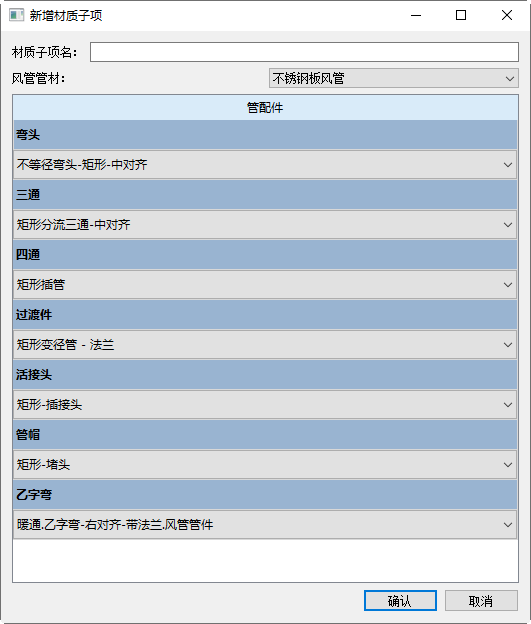 新增材质子项
材质子项名：
风管管材： 不锈钢板风管
管配件
弯头
不等径弯头-矩形-中对齐
三通
矩形分流三通-中对齐
四通
矩形插管
过渡件
矩形变径管 - 法兰
活接头
矩形-插接头
管帽
矩形-堵头
乙字弯
暖通.乙字弯-右对齐-带法兰.风管管件
确认 取消